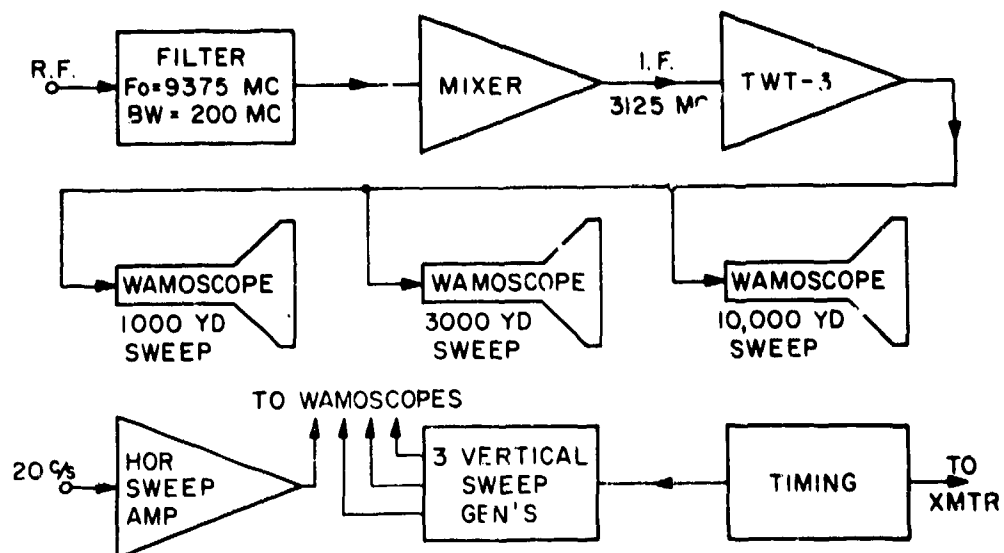 R.F.
FILTER
Fo=9375 MC
BW = 200 MC
MIXER
I.F.
3125 MC
TWT-3
WAMOSCOPE
1000 YD
SWEEP
WAMOSCOPE
3000 YD
SWEEP
WAMOSCOPE
10,000 YD
SWEEP
TO WAMOSCOPES
20 C/S
HOR
SWEEP
AMP
3 VERTICAL
SWEEP
GEN'S
TIMING
TO
XMTR